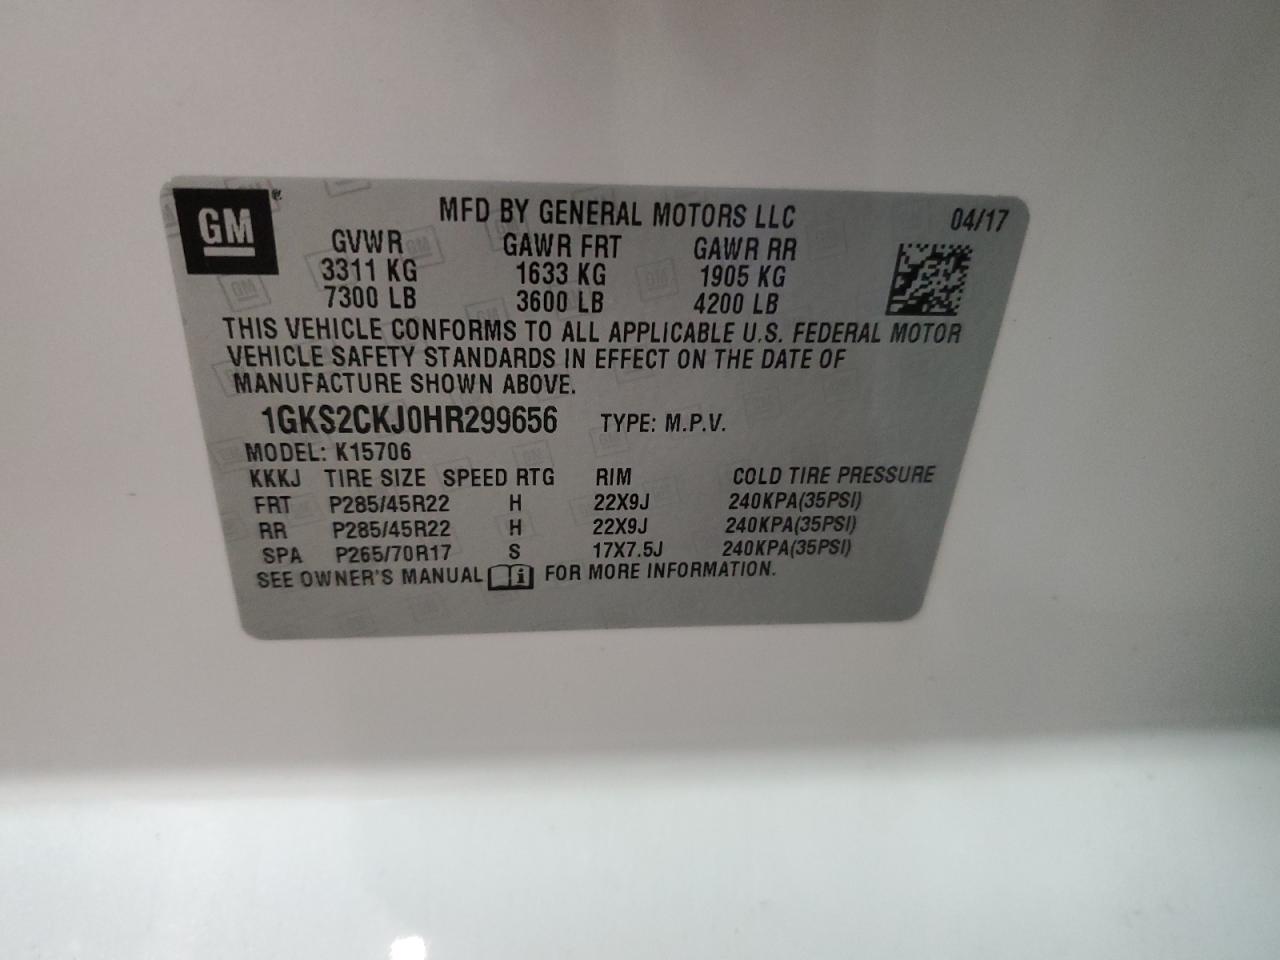 GM
MFD BY GENERAL MOTORS LLC 04/17
GVWR GAWR FRT GAWR RR
3311 KG 1633 KG 1905 KG
7300 LB 3600 LB 4200 LB
THIS VEHICLE CONFORMS TO ALL APPLICABLE U.S. FEDERAL MOTOR
VEHICLE SAFETY STANDARDS IN EFFECT ON THE DATE OF
MANUFACTURE SHOWN ABOVE.
1GKS2CKJ0HR299656 TYPE: M.P.V.
MODEL: K15706
KKKJ TIRE SIZE SPEED RTG RIM COLD TIRE PRESSURE
FRT P285/45R22 H 22X9J 240KPA(35PSI)
RR P285/45R22 H 22X9J 240KPA(35PSI)
SPA P265/70R17 S 17X7.5J 240KPA(35PSI)
SEE OWNER'S MANUAL i FOR MORE INFORMATION.